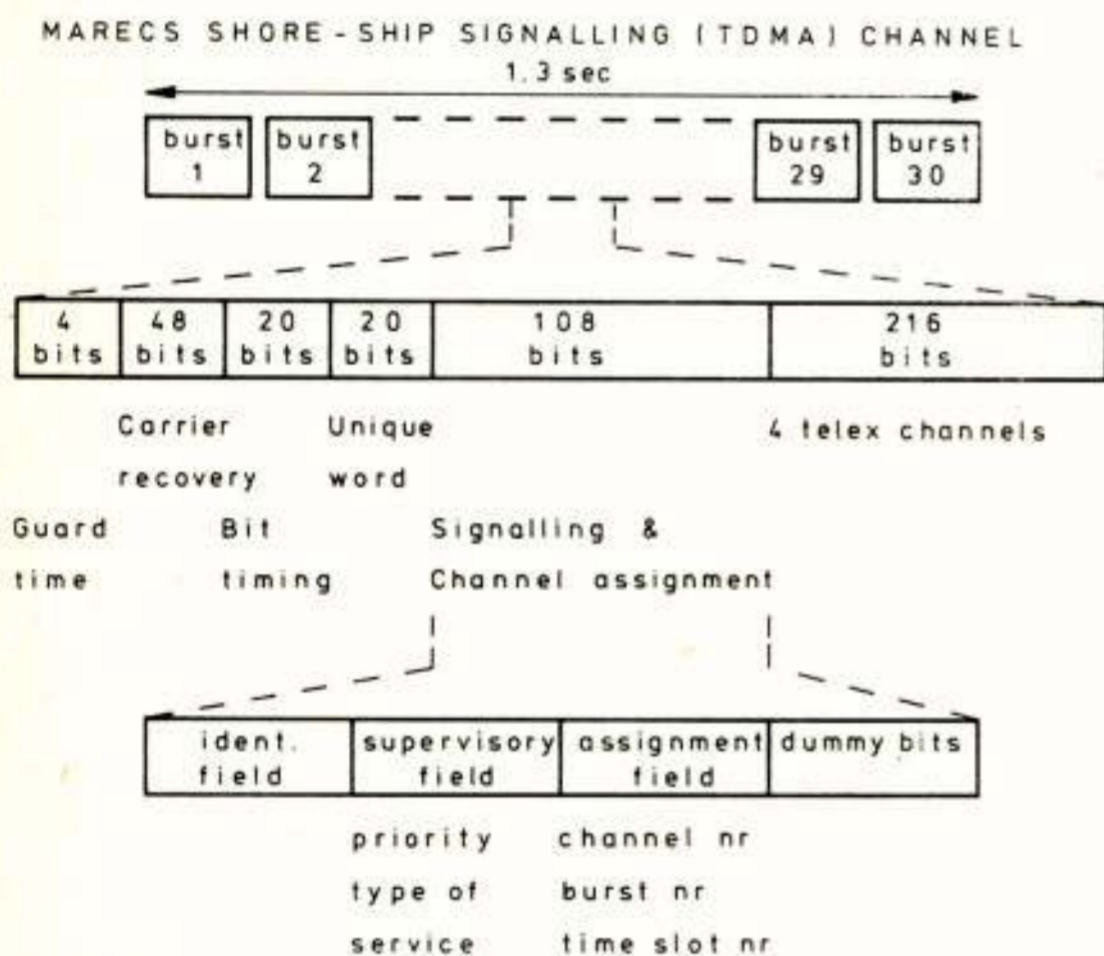 MARECS SHORE-SHIP SIGNALLING (TDMA) CHANNEL
1.3 sec
burst 1
burst 2
burst 29
burst 30
4 bits
48 bits
20 bits
20 bits
108 bits
216 bits
Carrier recovery
Unique word
4 telex channels
Guard time
Bit timing
Signalling &
Channel assignment
ident. field
supervisory field
assignment field
dummy bits
priority
type of
service
channel nr
burst nr
time slot nr